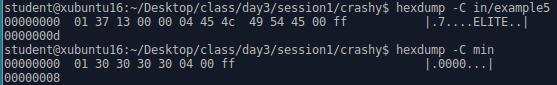 student@xubuntu16:~/Desktop/class/day3/session1/crashy$ hexdump -C in/example5
00000000  01 37 13 00 00 04 45 4c  49 54 45 00 ff           |.7....ELITE..|
0000000d
student@xubuntu16:~/Desktop/class/day3/session1/crashy$ hexdump -C min
00000000  01 30 30 30 30 04 00 ff                           |.0000...|
00000008